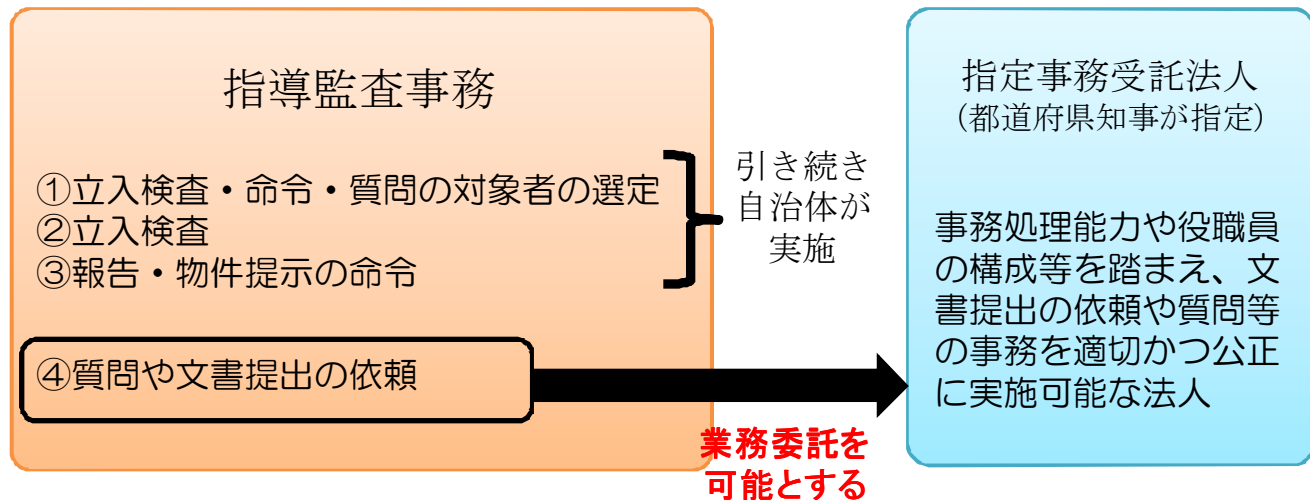 指導監査事務
①立入検査・命令・質問の対象者の選定
②立入検査
③報告・物件提示の命令
引き続き
自治体が
実施
④質問や文書提出の依頼
業務委託を
可能とする
指定事務受託法人
（都道府県知事が指定）
事務処理能力や役職員
の構成等を踏まえ、文
書提出の依頼や質問等
の事務を適切かつ公正
に実施可能な法人